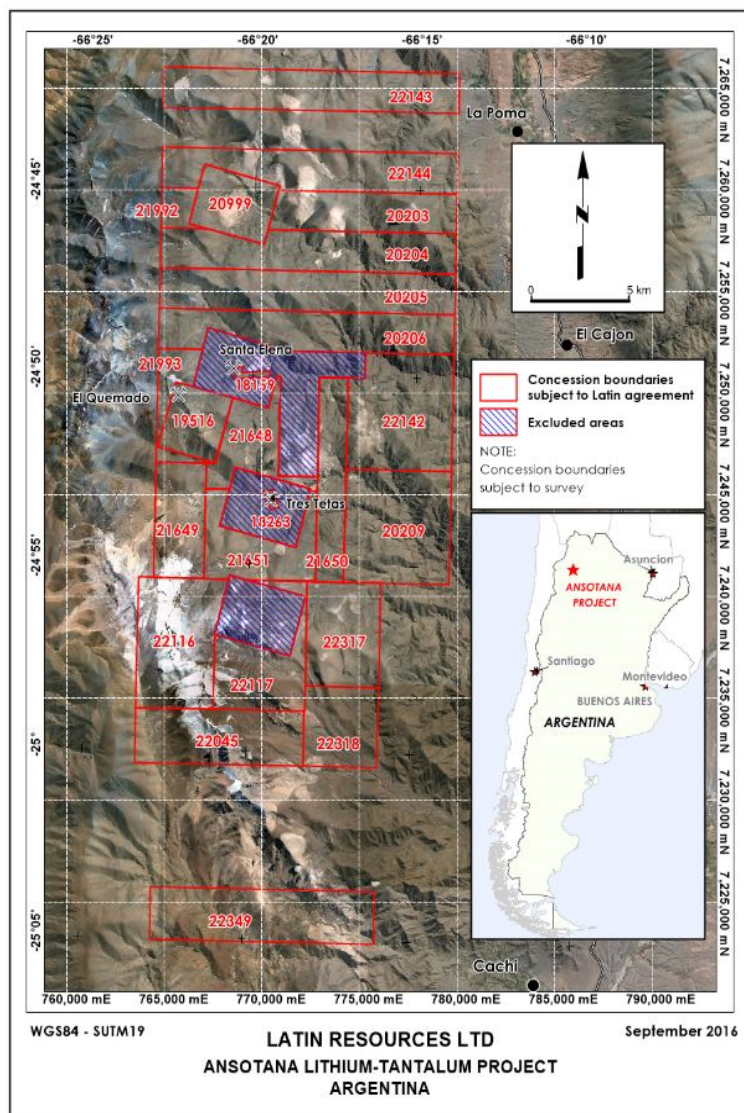 -66°25' -66°20' -66°15' -66°10'
22143
7,265,000 mN
La Poma
22144
-24°45'
20999
21992
20203
7,260,000 mN
20204
20205
5 km
7,255,000 mN
20206
El Cajon
Santa Elena
21993
-24°50'
18159
El Quemado
19516
21648
22142
7,250,000 mN
Concession boundaries
subject to Latin agreement
Excluded areas
NOTE:
Concession boundaries
subject to survey
Tres Tetas
18263
7,245,000 mN
21649
20209
-24°55'
21651
21650
7,240,000 mN
22116
22317
22117
7,235,000 mN
22045
22318
-25°
7,230,000 mN
22349
7,225,000 mN
-25°05'
Asuncion
ANSOTANA
PROJECT
Santiago
Montevideo
BUENOS AIRES
ARGENTINA
Cachi
0
760,000 mE 765,000 mE 770,000 mE 775,000 mE 780,000 mE 785,000 mE 790,000 mE
WGS84 - SUTM19
September 2016
LATIN RESOURCES LTD
ANSOTANA LITHIUM-TANTALUM PROJECT
ARGENTINA